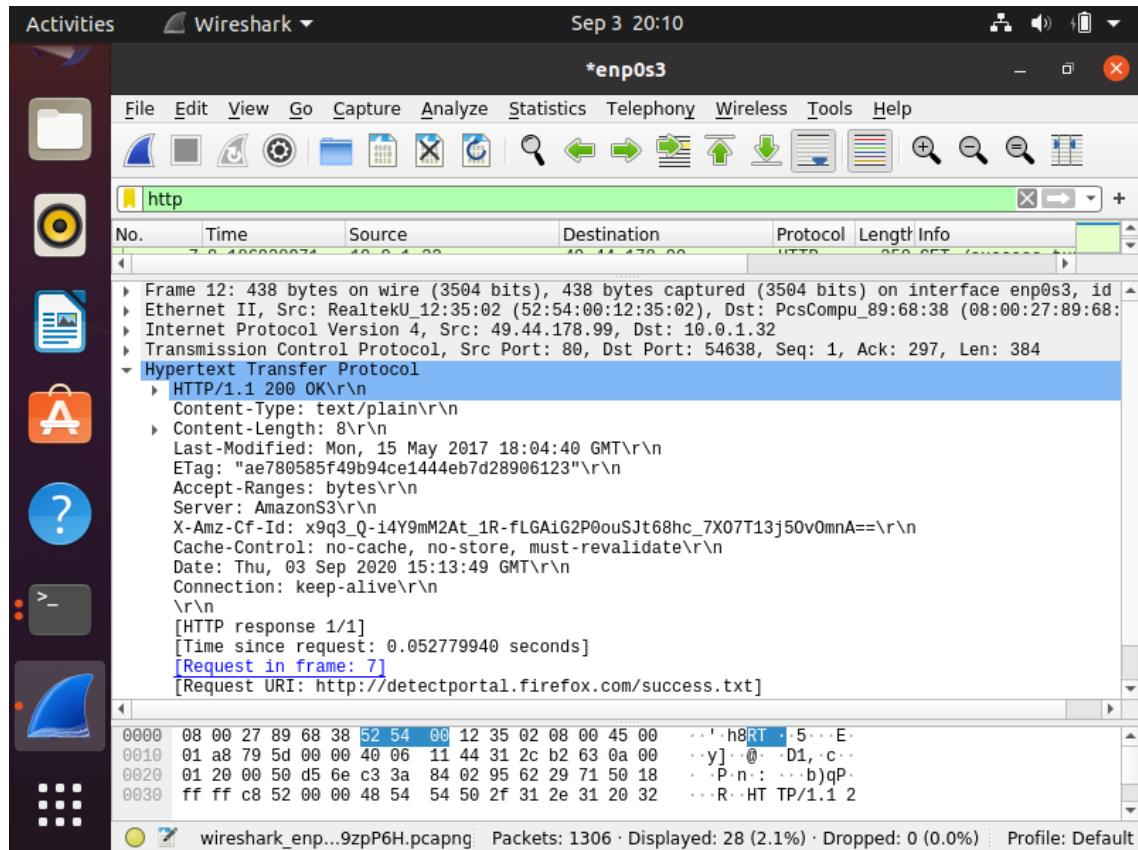 Activities Wireshark Sep 3 20:10
*enp0s3
File Edit View Go Capture Analyze Statistics Telephony Wireless Tools Help
http
No. Time Source Destination Protocol Length Info
Frame 12: 438 bytes on wire (3504 bits), 438 bytes captured (3504 bits) on interface enp0s3, id
Ethernet II, Src: RealtekU_12:35:02 (52:54:00:12:35:02), Dst: PcsCompu_89:68:38 (08:00:27:89:68:
Internet Protocol Version 4, Src: 49.44.178.99, Dst: 10.0.1.32
Transmission Control Protocol, Src Port: 80, Dst Port: 54638, Seq: 1, Ack: 297, Len: 384
Hypertext Transfer Protocol
HTTP/1.1 200 OK\r\n
Content-Type: text/plain\r\n
Content-Length: 8\r\n
Last-Modified: Mon, 15 May 2017 18:04:40 GMT\r\n
ETag: "ae780585f49b94ce1444eb7d28906123"\r\n
Accept-Ranges: bytes\r\n
Server: AmazonS3\r\n
X-Amz-Cf-Id: x9q3_Q-i4Y9mM2At_1R-fLGAiG2P0ouSJt68hc_7XO7T13j5OvOmnA==\r\n
Cache-Control: no-cache, no-store, must-revalidate\r\n
Date: Thu, 03 Sep 2020 15:13:49 GMT\r\n
Connection: keep-alive\r\n
\r\n
[HTTP response 1/1]
[Time since request: 0.052779940 seconds]
[Request in frame: 7]
[Request URI: http://detectportal.firefox.com/success.txt]
0000 08 00 27 89 68 38 52 54 00 12 35 02 08 00 45 00 ··'·h8RT ··5···E·
0010 01 a8 79 5d 00 00 40 06 11 44 31 2c b2 63 0a 00 ··y]··@· ·D1,·c··
0020 01 20 00 50 d5 6e c3 3a 84 02 95 62 29 71 50 18 · ·P·n·: ···b)qP·
0030 ff ff c8 52 00 00 48 54 54 50 2f 31 2e 31 20 32 ···R··HT TP/1.1 2
wireshark_enp...9zpP6H.pcapng Packets: 1306 · Displayed: 28 (2.1%) · Dropped: 0 (0.0%) Profile: Default